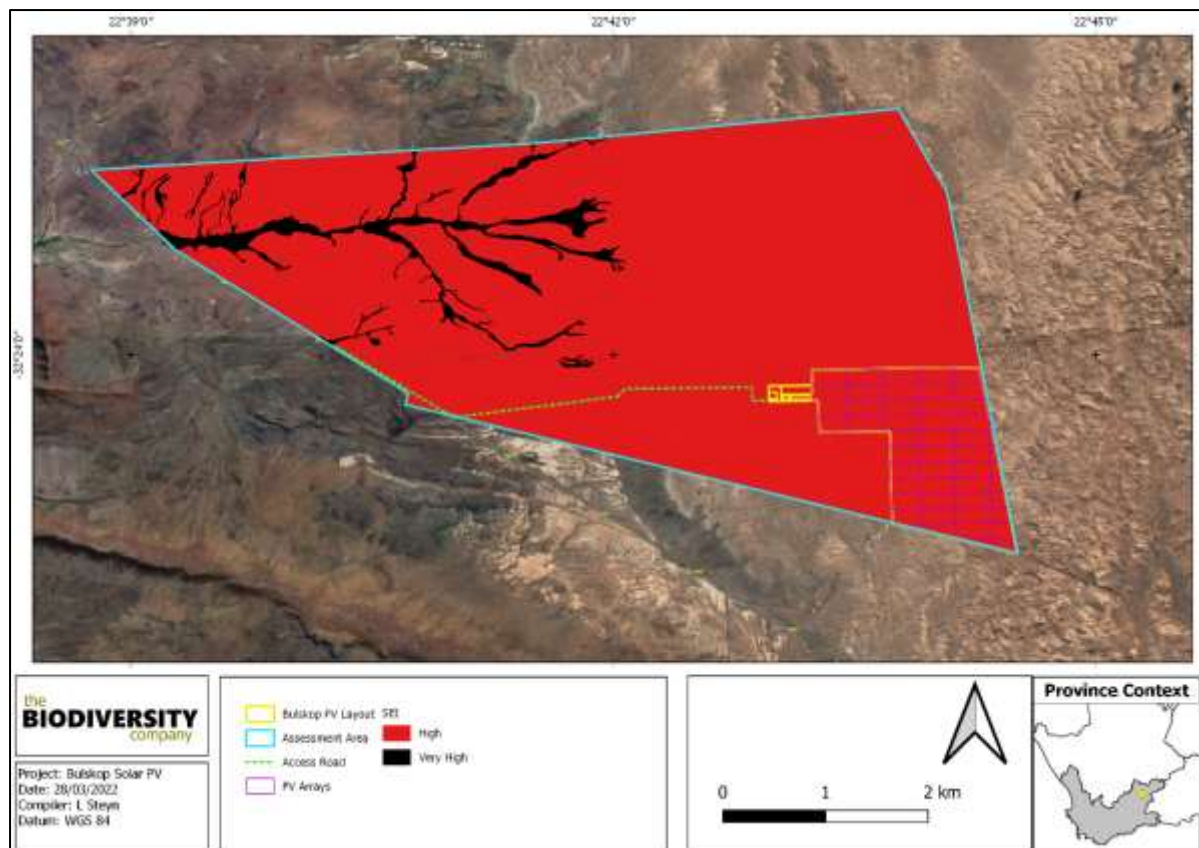 22°39'0" 22°42'0" 22°45'0"
-32°24'0"
the
BIODIVERSITY
company
Project: Bulskop Solar PV
Date: 28/03/2022
Compiler: L Steyn
Datum: WGS 84
Bulskop PV Layout
Assessment Area
Access Road
PV Arrays
SEI
High
Very High
0 1 2 km
Province Context